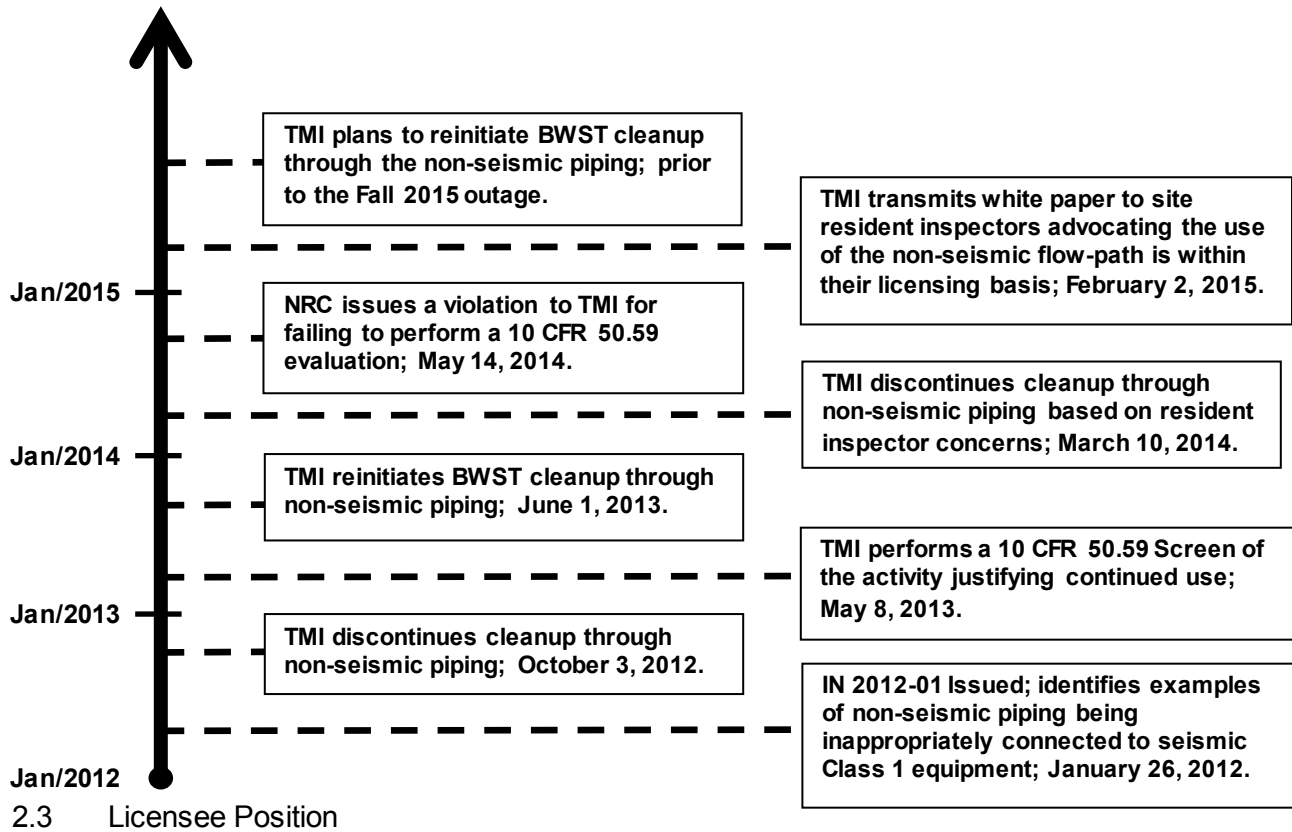 TMI plans to reinitiate BWST cleanup
through the non-seismic piping; prior
to the Fall 2015 outage.
TMI transmits white paper to site
resident inspectors advocating the use
of the non-seismic flow-path is within
their licensing basis; February 2, 2015.
Jan/2015
NRC issues a violation to TMI for
failing to perform a 10 CFR 50.59
evaluation; May 14, 2014.
TMI discontinues cleanup through
non-seismic piping based on resident
inspector concerns; March 10, 2014.
Jan/2014
TMI reinitiates BWST cleanup through
non-seismic piping; June 1, 2013.
TMI performs a 10 CFR 50.59 Screen of
the activity justifying continued use;
May 8, 2013.
Jan/2013
TMI discontinues cleanup through
non-seismic piping; October 3, 2012.
IN 2012-01 Issued; identifies examples
of non-seismic piping being
inappropriately connected to seismic
Class 1 equipment; January 26, 2012.
Jan/2012
2.3 Licensee Position